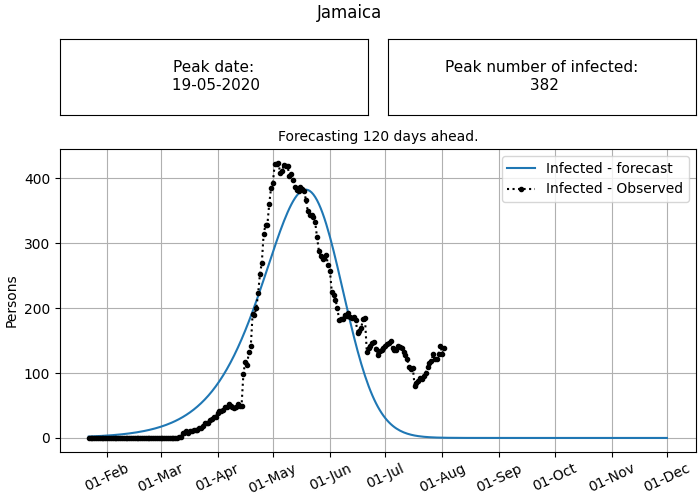 Jamaica
Peak date:
19-05-2020
Peak number of infected:
382
Forecasting 120 days ahead.
Infected - forecast
Infected - Observed
Persons
400
300
200
100
0
01-Feb
01-Mar
01-Apr
01-May
01-Jun
01-Jul
01-Aug
01-Sep
01-Oct
01-Nov
01-Dec